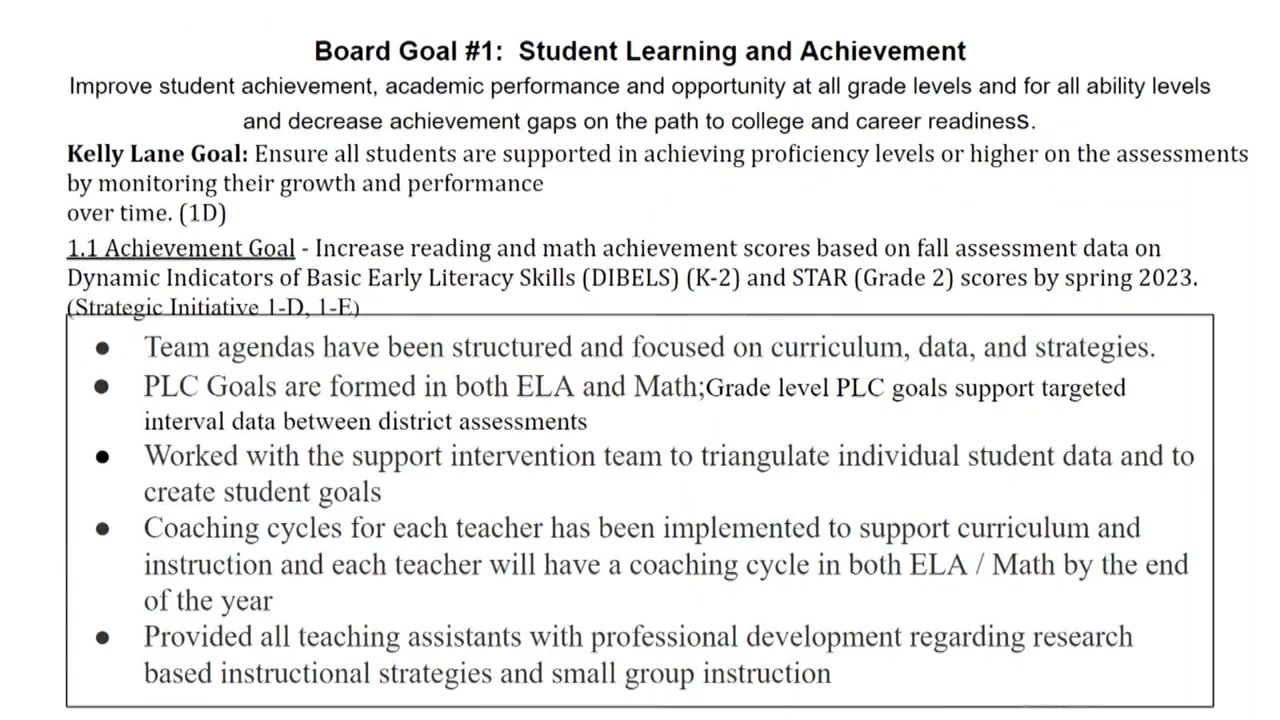 Board Goal #1: Student Learning and Achievement
Improve student achievement, academic performance and opportunity at all grade levels and for all ability levels
and decrease achievement gaps on the path to college and career readiness.
Kelly Lane Goal: Ensure all students are supported in achieving proficiency levels or higher on the assessments
by monitoring their growth and performance
over time. (1D)
1.1 Achievement Goal - Increase reading and math achievement scores based on fall assessment data on
Dynamic Indicators of Basic Early Literacy Skills (DIBELS) (K-2) and STAR (Grade 2) scores by spring 2023.
(Strategic Initiative 1-D, 1-E)
● Team agendas have been structured and focused on curriculum, data, and strategies.
● PLC Goals are formed in both ELA and Math;Grade level PLC goals support targeted
interval data between district assessments
● Worked with the support intervention team to triangulate individual student data and to
create student goals
● Coaching cycles for each teacher has been implemented to support curriculum and
instruction and each teacher will have a coaching cycle in both ELA / Math by the end
of the year
● Provided all teaching assistants with professional development regarding research
based instructional strategies and small group instruction